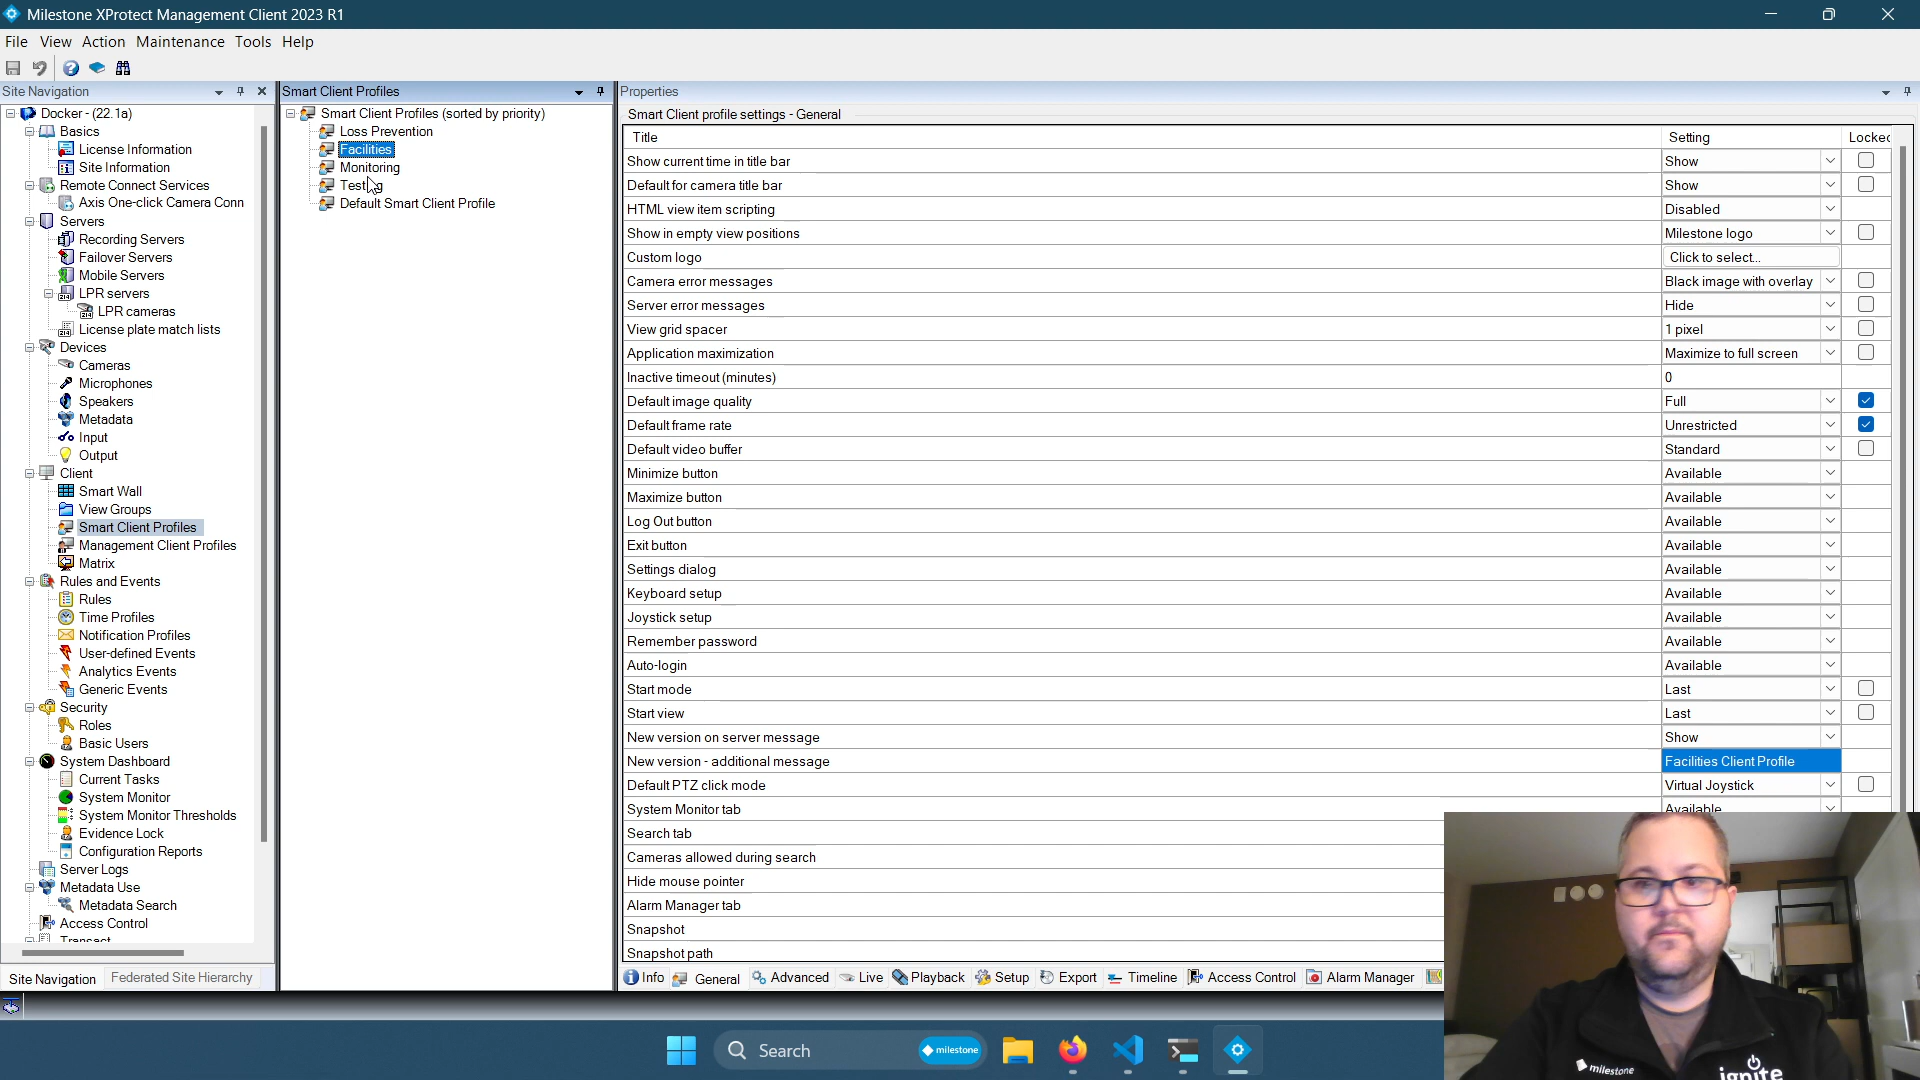 Milestone XProtect Management Client 2023 R1
File View Action Maintenance Tools Help
Site Navigation
Docker - (22.1a)
Basics
License Information
Site Information
Remote Connect Services
Axis One-click Camera Conn
Servers
Recording Servers
Failover Servers
Mobile Servers
LPR servers
LPR cameras
License plate match lists
Devices
Cameras
Microphones
Speakers
Metadata
Input
Output
Client
Smart Wall
View Groups
Smart Client Profiles
Management Client Profiles
Matrix
Rules and Events
Rules
Time Profiles
Notification Profiles
User-defined Events
Analytics Events
Generic Events
Security
Roles
Basic Users
System Dashboard
Current Tasks
System Monitor
System Monitor Thresholds
Evidence Lock
Configuration Reports
Server Logs
Metadata Use
Metadata Search
Access Control
Transact
Site Navigation Federated Site Hierarchy
Smart Client Profiles
Smart Client Profiles (sorted by priority)
Loss Prevention
Facilities
Monitoring
Testing
Default Smart Client Profile
Properties
Smart Client profile settings - General
Title Setting Locked
Show current time in title bar Show
Default for camera title bar Show
HTML view item scripting Disabled
Show in empty view positions Milestone logo
Custom logo Click to select...
Camera error messages Black image with overlay
Server error messages Hide
View grid spacer 1 pixel
Application maximization Maximize to full screen
Inactive timeout (minutes) 0
Default image quality Full
Default frame rate Unrestricted
Default video buffer Standard
Minimize button Available
Maximize button Available
Log Out button Available
Exit button Available
Settings dialog Available
Keyboard setup Available
Joystick setup Available
Remember password Available
Auto-login Available
Start mode Last
Start view Last
New version on server message Show
New version - additional message Facilities Client Profile
Default PTZ click mode Virtual Joystick
System Monitor tab Available
Search tab
Cameras allowed during search
Hide mouse pointer
Alarm Manager tab
Snapshot
Snapshot path
Info General Advanced Live Playback Setup Export Timeline Access Control Alarm Manager
Search milestone
milestone
ignite